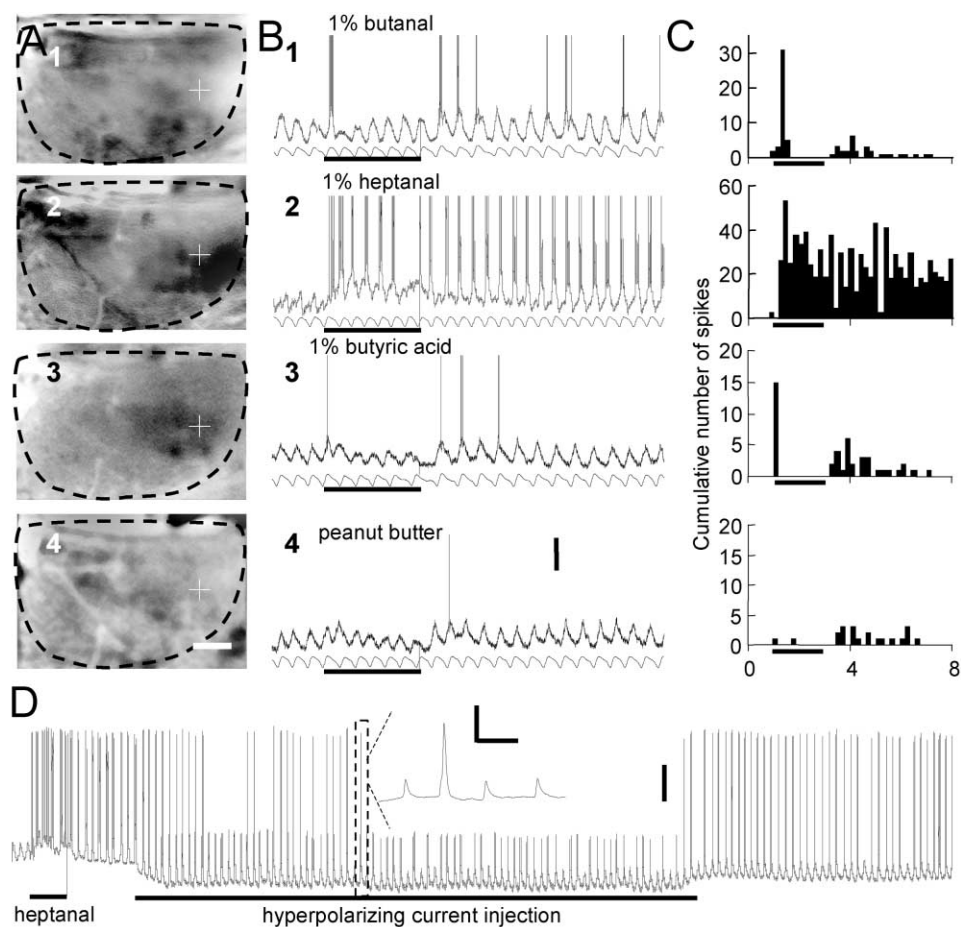 A
B
C
1
1
1% butanal
30
20
10
0
2
2
1% heptanal
60
40
20
0
Cumulative number of spikes
3
3
1% butyric acid
20
15
10
5
0
4
4
peanut butter
20
15
10
5
0
0
4
8
D
heptanal
hyperpolarizing current injection